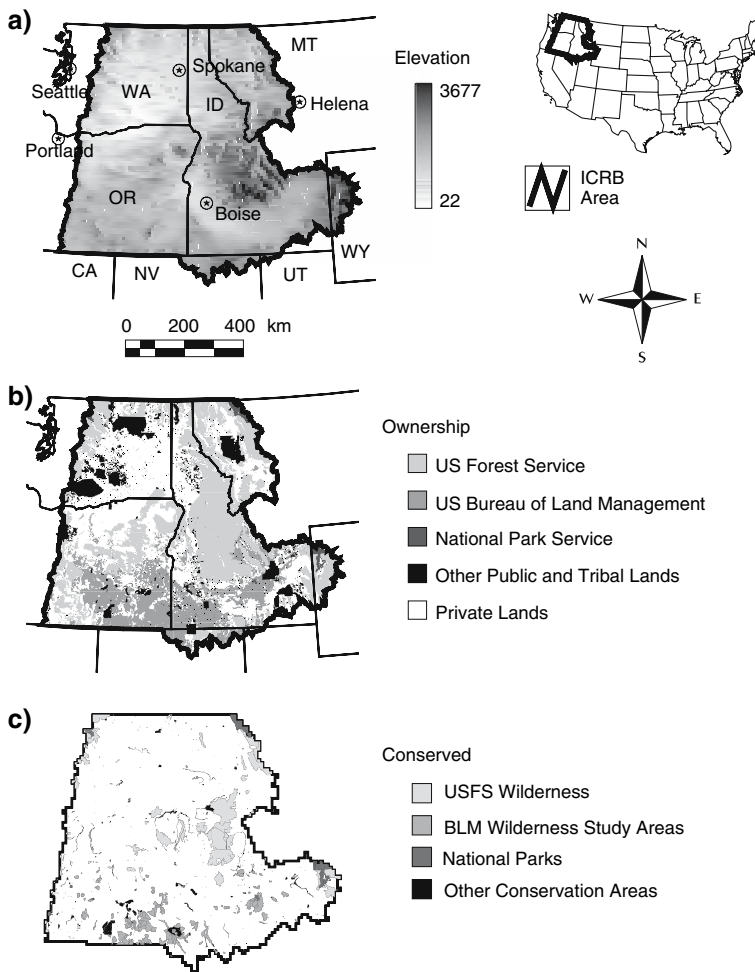 a)
MT
Spokane
Seattle
WA
ID
Helena
Portland
OR
Boise
WY
CA
NV
UT
0 200 400 km
Elevation
3677
22
ICRB
Area
N
W
E
S
b)
Ownership
US Forest Service
US Bureau of Land Management
National Park Service
Other Public and Tribal Lands
Private Lands
c)
Conserved
USFS Wilderness
BLM Wilderness Study Areas
National Parks
Other Conservation Areas